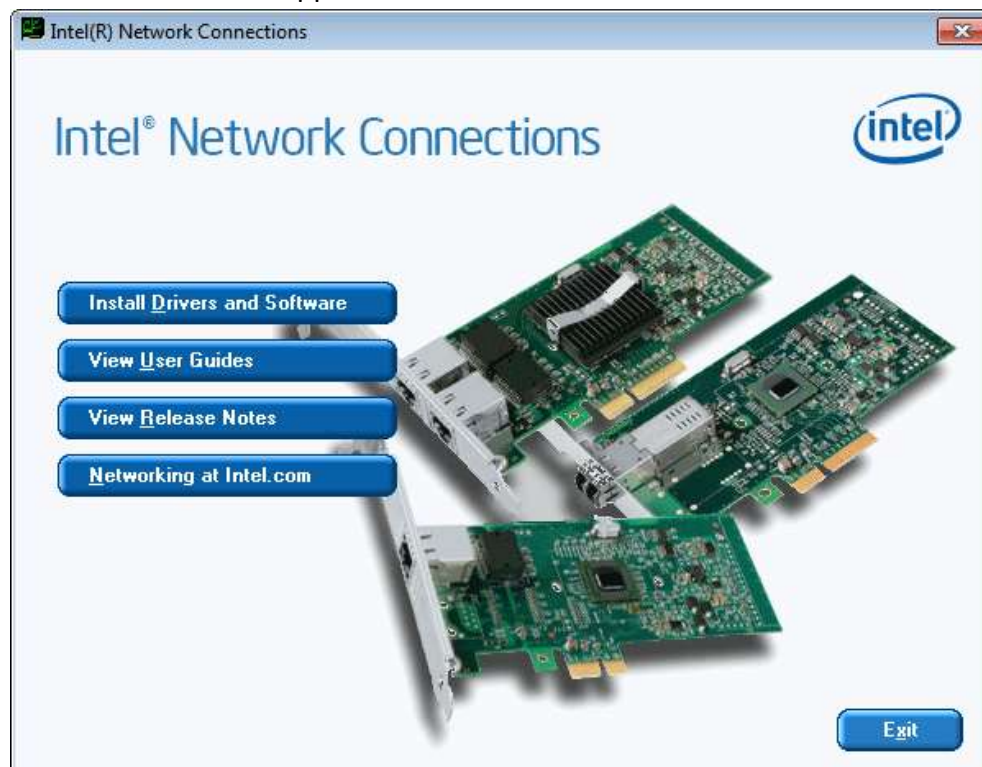 Intel(R) Network Connections
Intel® Network Connections
intel
Install Drivers and Software
View User Guides
View Release Notes
Networking at Intel.com
Exit